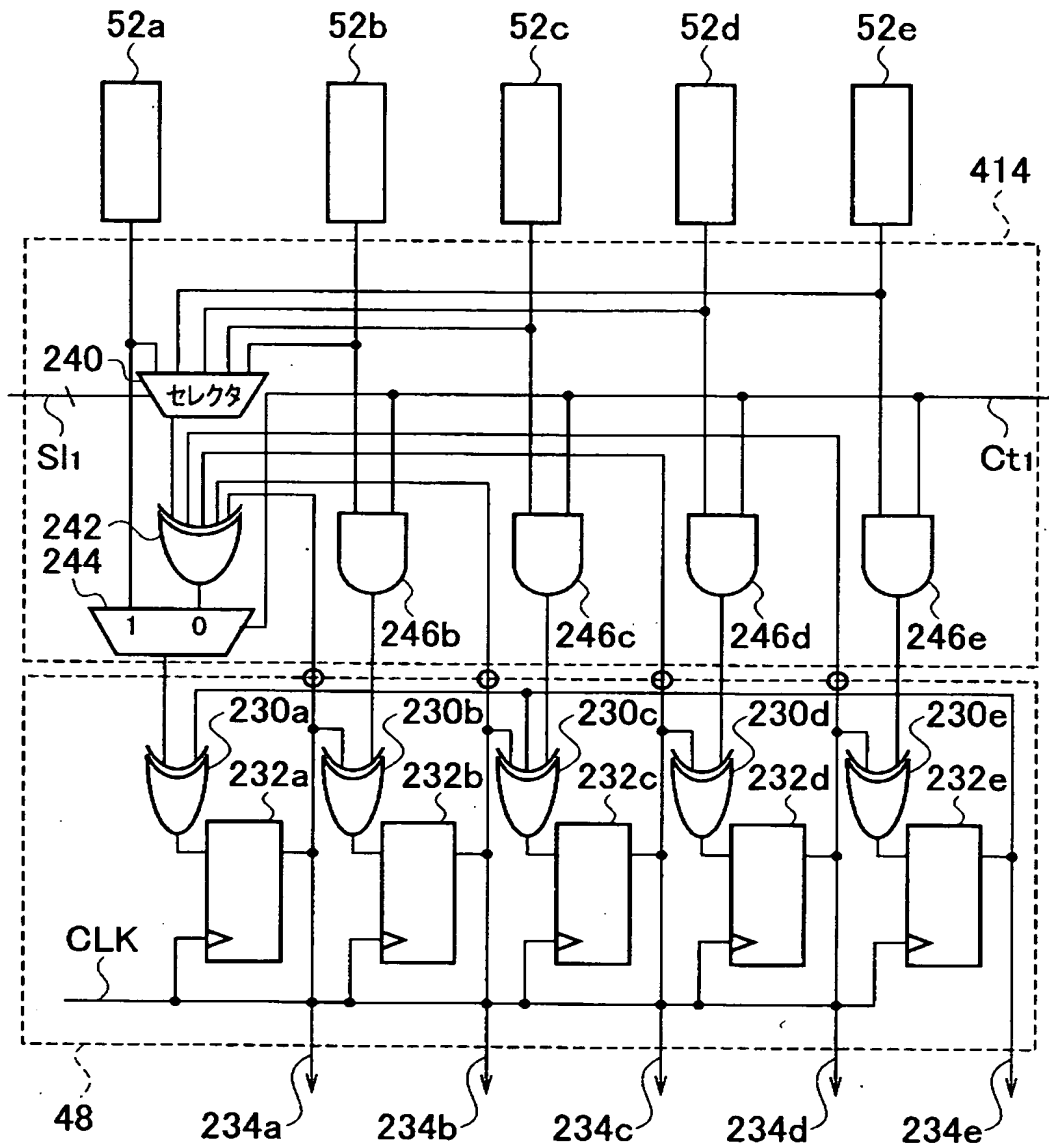 52a 52b 52c 52d 52e
414
240
セレクタ
Sl1
Ct1
242
244
1 0
246b 246c 246d 246e
230a 230b 230c 230d 230e
232a 232b 232c 232d 232e
CLK
48
234a 234b 234c 234d 234e